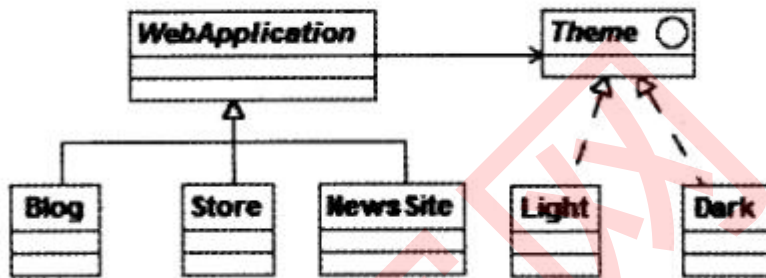 WebApplication
Theme
Blog
Store
News Site
Light
Dark